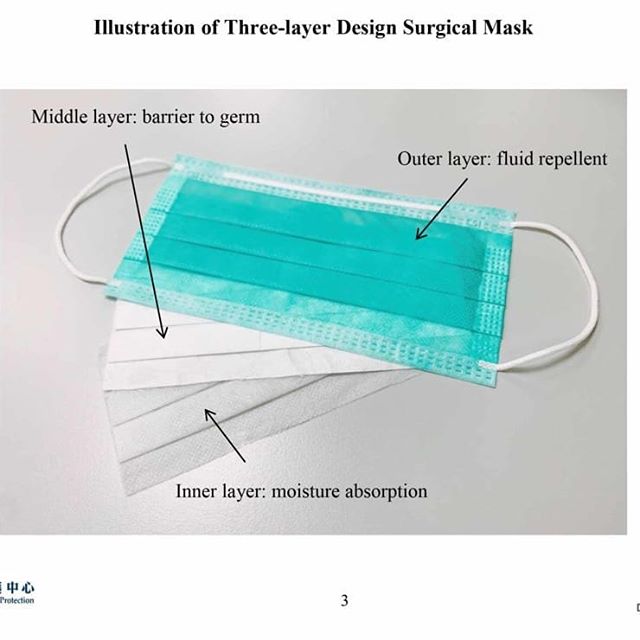 Illustration of Three-layer Design Surgical Mask
Middle layer: barrier to germ
Outer layer: fluid repellent
Inner layer: moisture absorption
中心
Protection
3